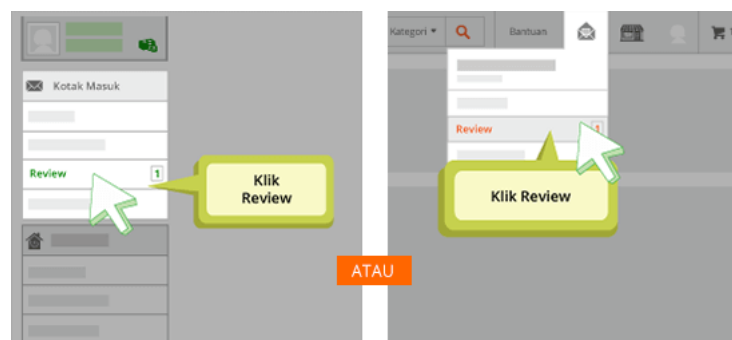 Kotak Masuk
Review 1
Klik
Review
ATAU
Kategori
Bantuan
Review 1
Klik Review